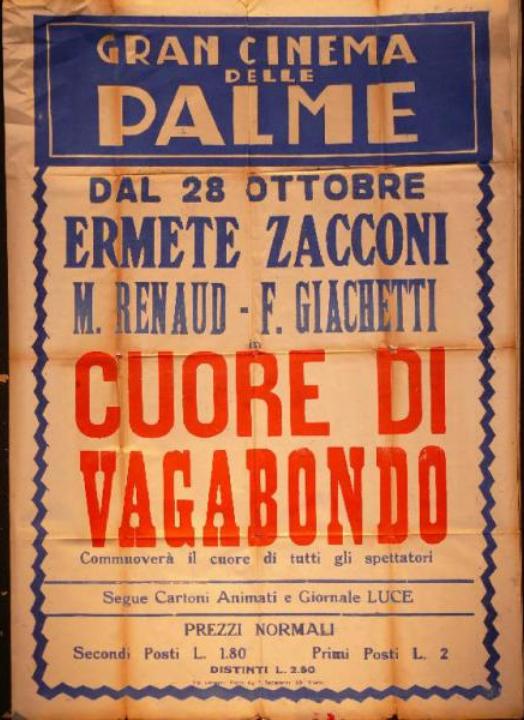 GRAN CINEMA
DELLE
PALME
DAL 28 OTTOBRE
ERMETE ZACCONI
M. RENAUD - F. GIACHETTI
in
CUORE DI
VAGABONDO
Commuoverà il cuore di tutti gli spettatori
Segue Cartoni Animati e Giornale LUCE
PREZZI NORMALI
Secondi Posti L. 1.80 Primi Posti L. 2
DISTINTI L. 2.50